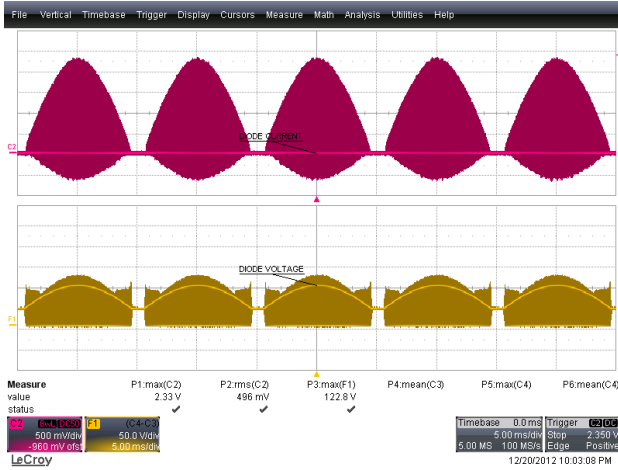 File Vertical Timebase Trigger Display Cursors Measure Math Analysis Utilities Help
C2
DIODE CURRENT
DIODE VOLTAGE
F1
Measure P1:max(C2) P2:rms(C2) P3:max(F1) P4:mean(C3) P5:max(C4) P6:mean(C4)
value 2.33 V 496 mV 122.8 V
status
C2 BwL DC50 F1 (C4-C3) Timebase 0.0 ms Trigger C2 DC
500 mV/div 50.0 V/div 5.00 ms/div Stop 2.350 V
-960 mV ofst 5.00 ms/div 5.00 MS 100 MS/s Edge Positive
LeCroy 12/20/2012 10:03:08 PM